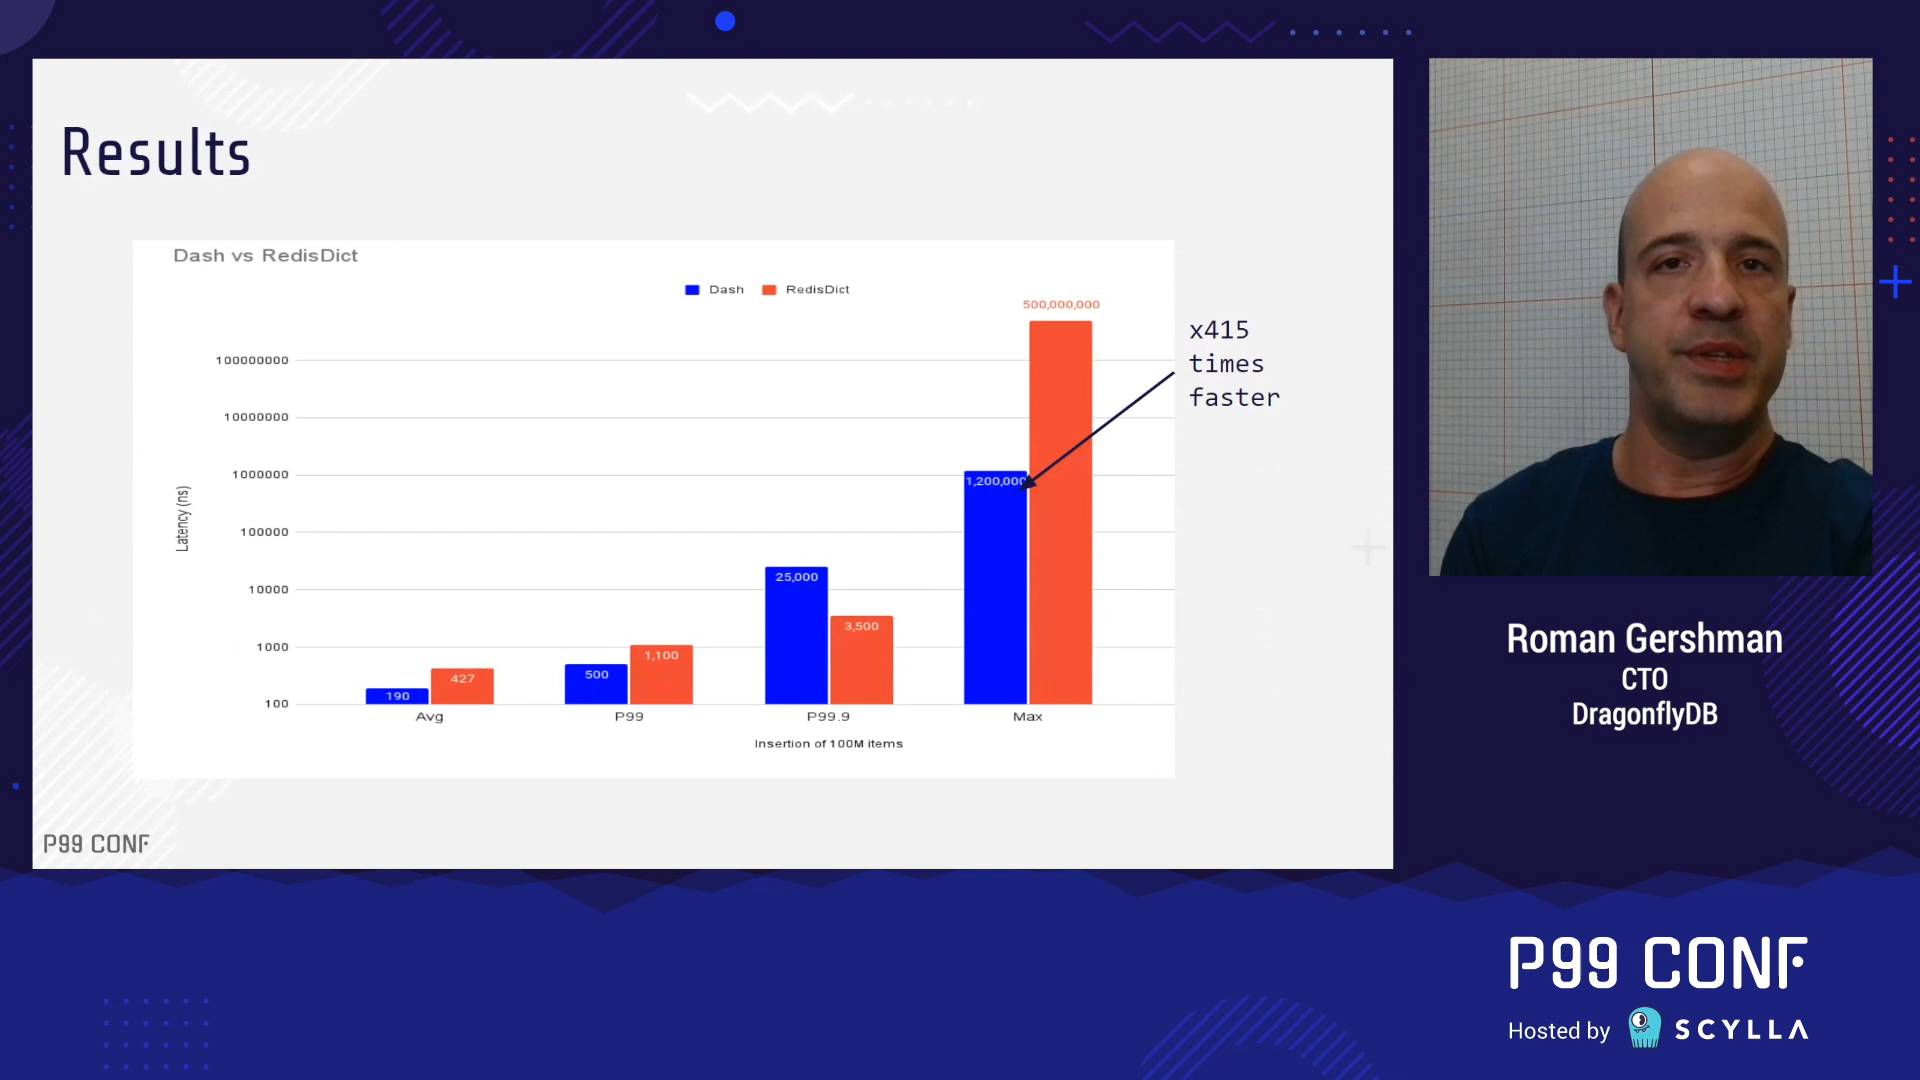 Results
Dash vs RedisDict
Dash
RedisDict
500,000,000
x415
times
faster
100000000
10000000
1000000
100000
10000
1000
100
Latency (ns)
190
427
500
1,100
25,000
3,500
1,200,000
Avg
P99
P99.9
Max
Insertion of 100M items
P99 CONF
Roman Gershman
CTO
DragonflyDB
P99 CONF
Hosted by SCYLLA